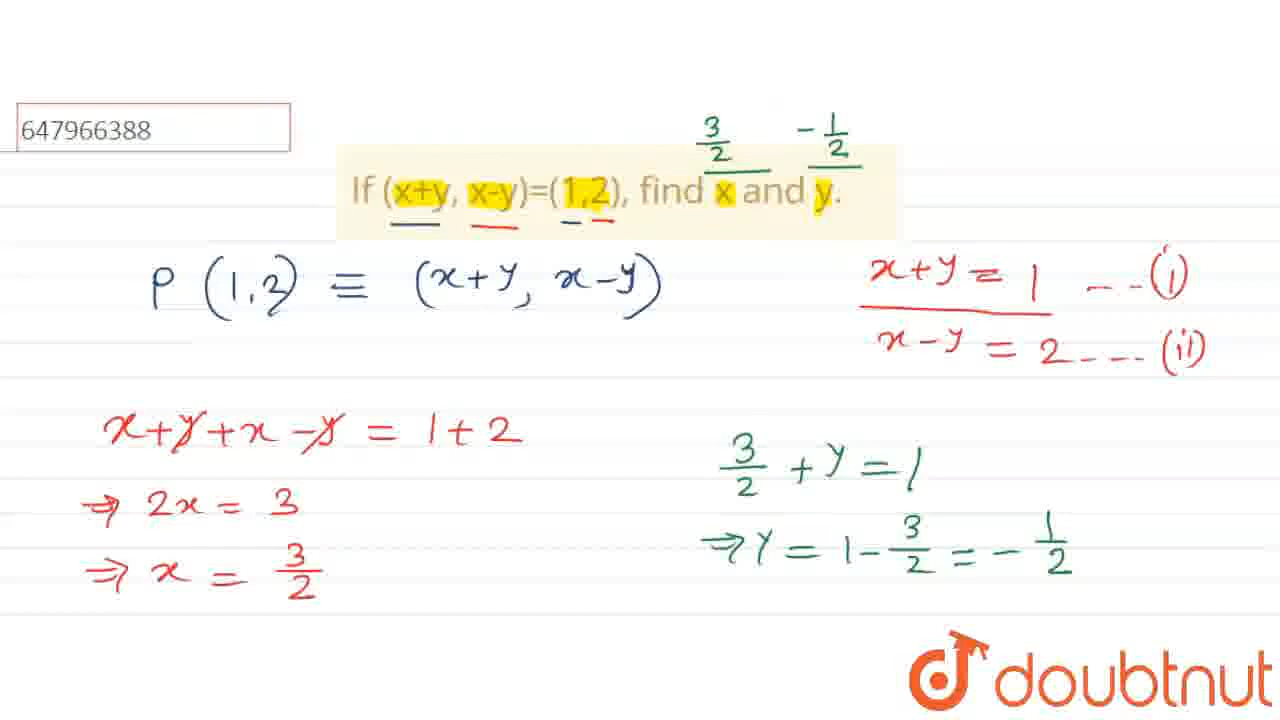 647966388
3/2 -1/2
If (x+y, x-y)=(1,2), find x and y.
P (1,2) ≡ (x+y, x-y)
x+y = 1 --- (i)
x-y = 2 ---- (ii)
x+y+x-y = 1+2
⇒ 2x = 3
⇒ x = 3/2
3/2 + y = 1
⇒ y = 1 - 3/2 = - 1/2
doubtnut